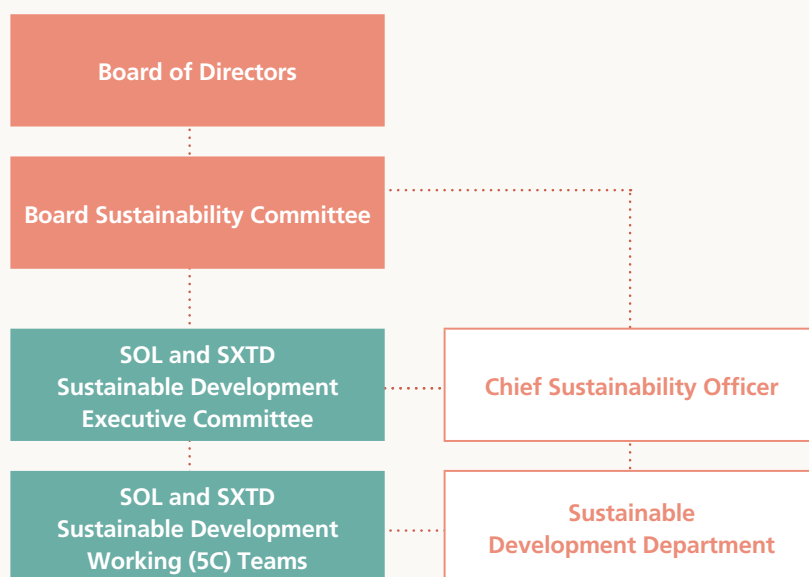 Board of Directors
Board Sustainability Committee
SOL and SXTD
Sustainable Development
Executive Committee
Chief Sustainability Officer
SOL and SXTD
Sustainable Development
Working (5C) Teams
Sustainable
Development Department